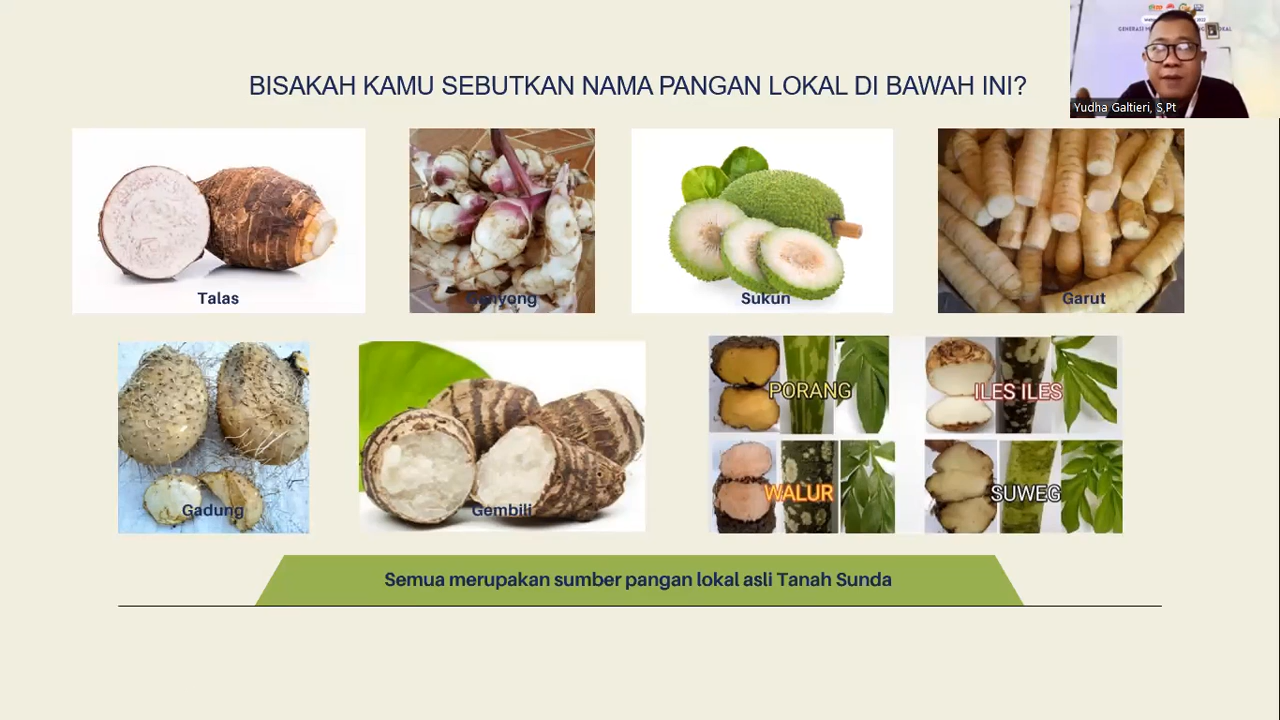 BISAKAH KAMU SEBUTKAN NAMA PANGAN LOKAL DI BAWAH INI?
Yudha Galtieri, S,Pt
Talas
Ganyong
Sukun
Garut
PORANG
ILES ILES
WALUR
SUWEG
Gadung
Gembili
Semua merupakan sumber pangan lokal asli Tanah Sunda